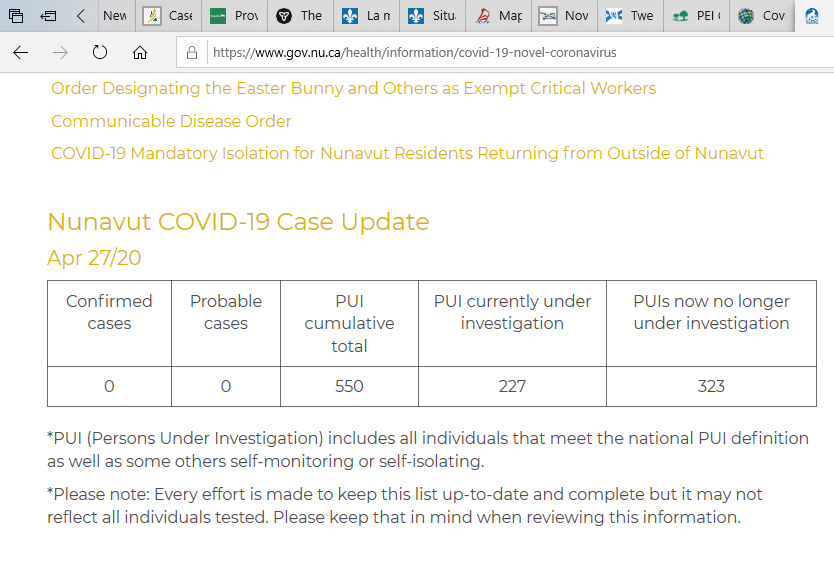 New
Case
Prov
The
La n
Situ
Map
Nov
Twe
PEI
Cov
https://www.gov.nu.ca/health/information/covid-19-novel-coronavirus
Order Designating the Easter Bunny and Others as Exempt Critical Workers
Communicable Disease Order
COVID-19 Mandatory Isolation for Nunavut Residents Returning from Outside of Nunavut
Nunavut COVID-19 Case Update
Apr 27/20
Confirmed
cases
Probable
cases
PUI
cumulative
total
PUI currently under
investigation
PUIs now no longer
under investigation
0
0
550
227
323
*PUI (Persons Under Investigation) includes all individuals that meet the national PUI definition
as well as some others self-monitoring or self-isolating.
*Please note: Every effort is made to keep this list up-to-date and complete but it may not
reflect all individuals tested. Please keep that in mind when reviewing this information.